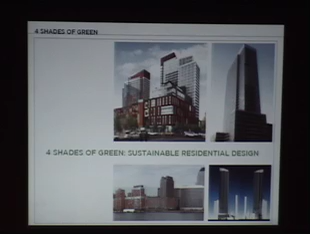 4 SHADES OF GREEN
4 SHADES OF GREEN: SUSTAINABLE RESIDENTIAL DESIGN